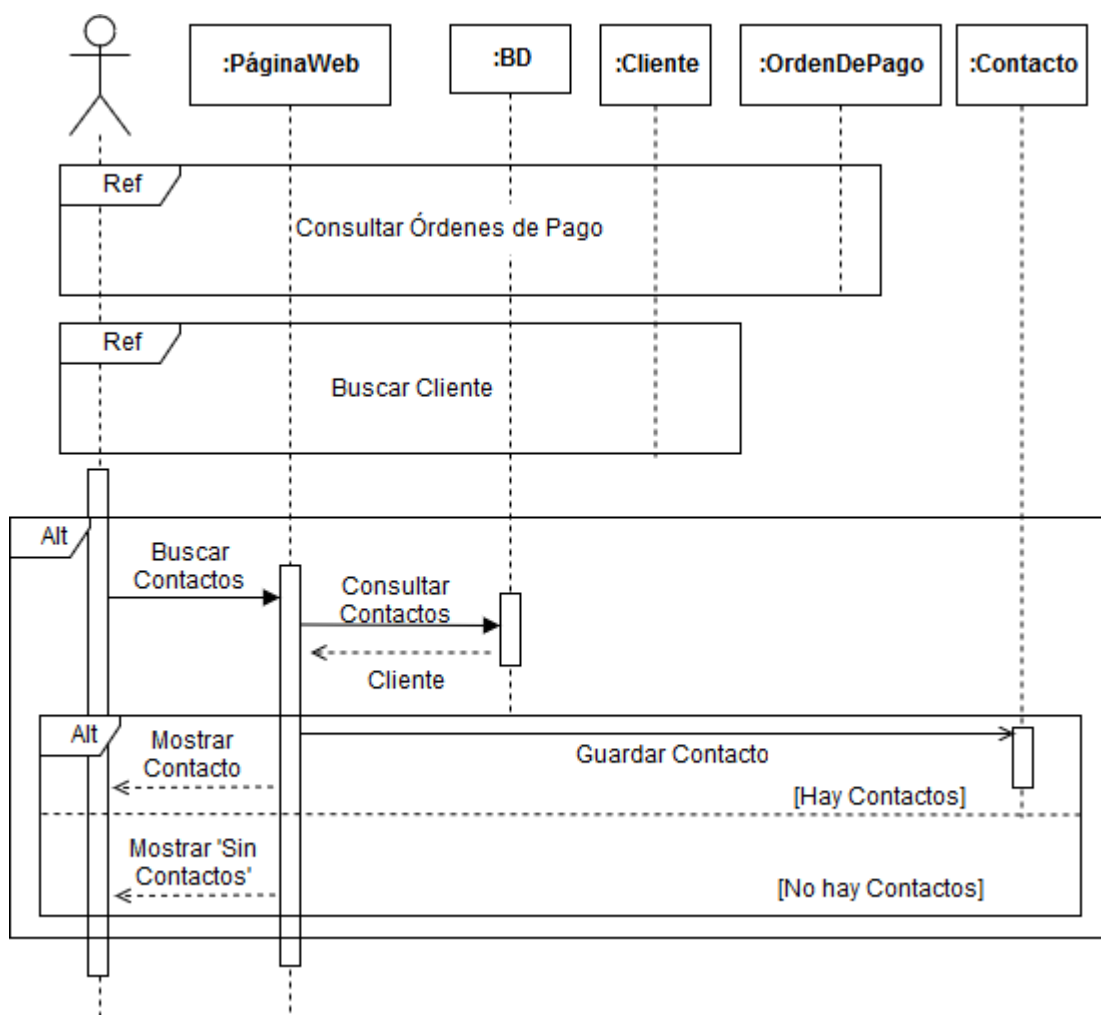 :PáginaWeb
:BD
:Cliente
:OrdenDePago
:Contacto
Ref
Consultar Órdenes de Pago
Ref
Buscar Cliente
Alt
Buscar
Contactos
Consultar
Contactos
Cliente
Alt
Mostrar
Contacto
Guardar Contacto
[Hay Contactos]
Mostrar 'Sin
Contactos'
[No hay Contactos]